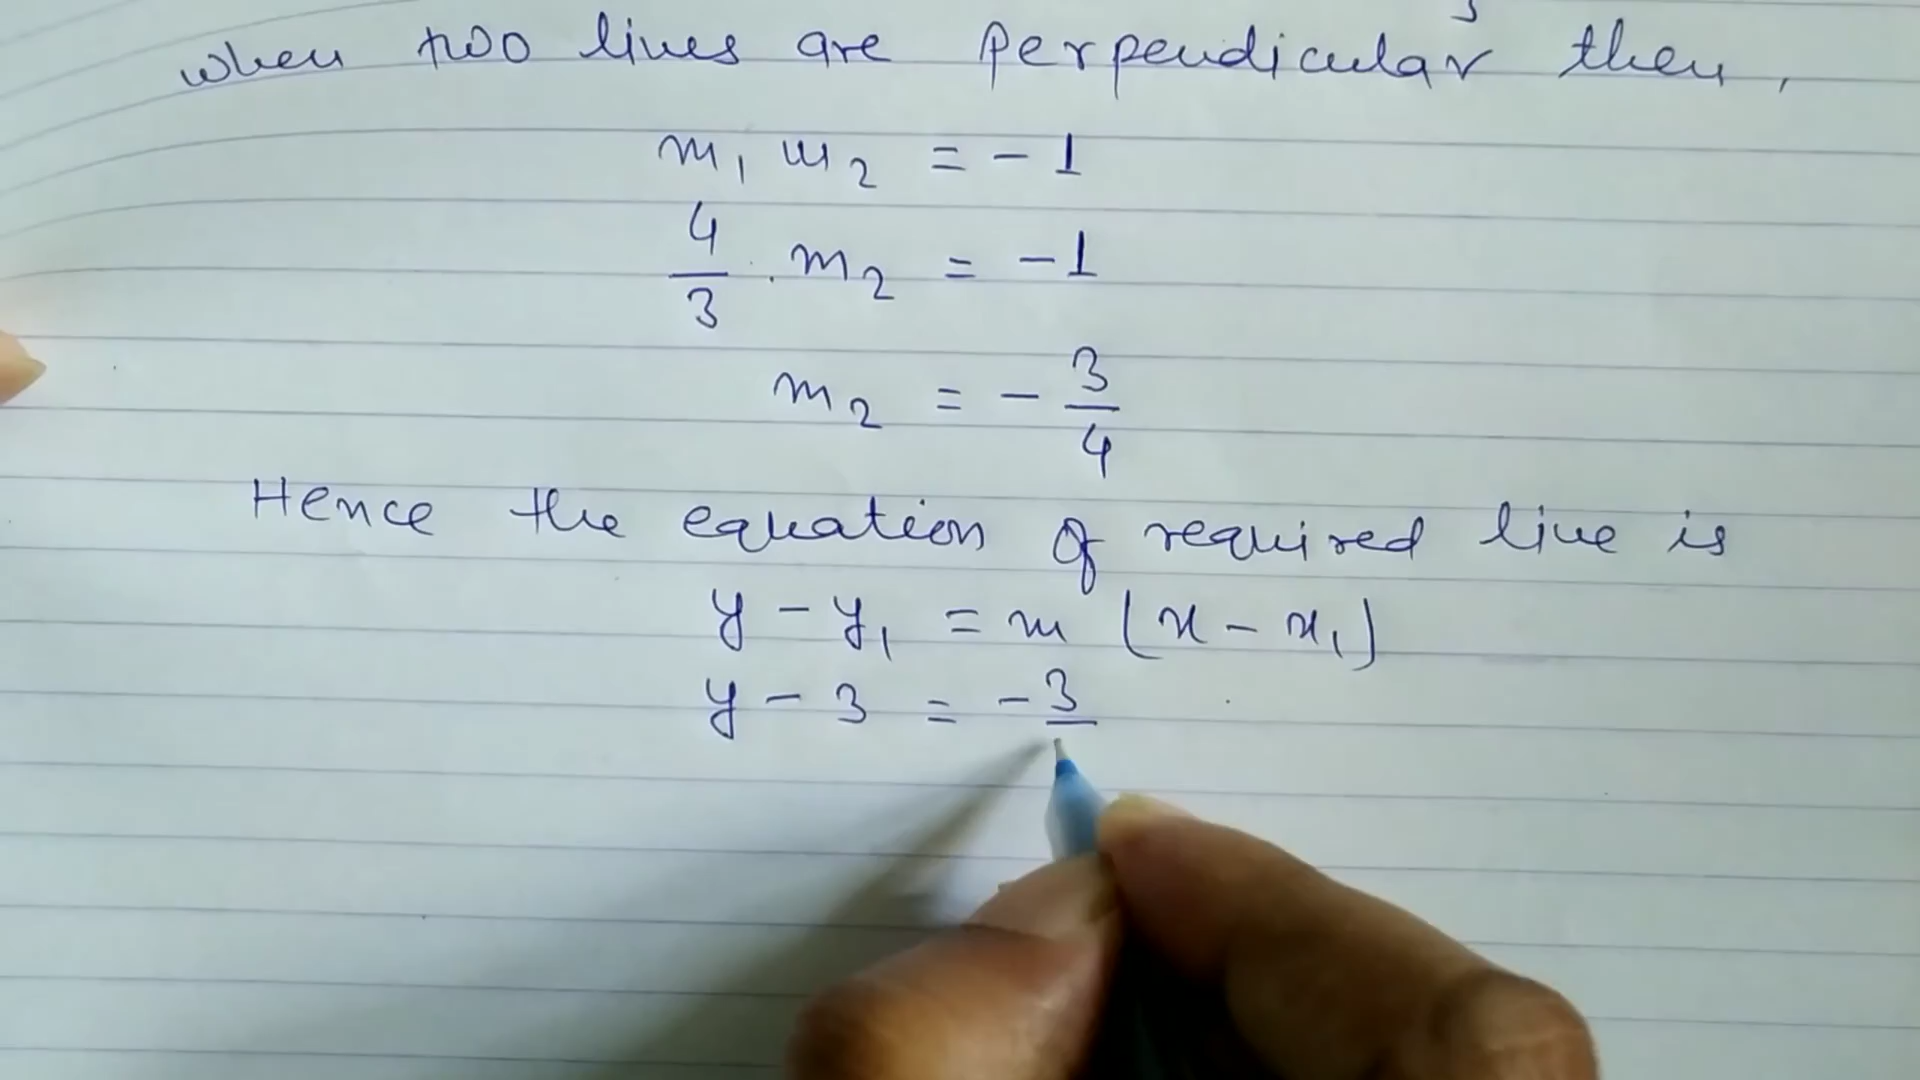 when two lines are perpendicular then,
m₁ m₂ = - 1
4/3 . m₂ = - 1
m₂ = - 3/4
Hence the equation of required line is
y - y₁ = m (x - x₁)
y - 3 = - 3